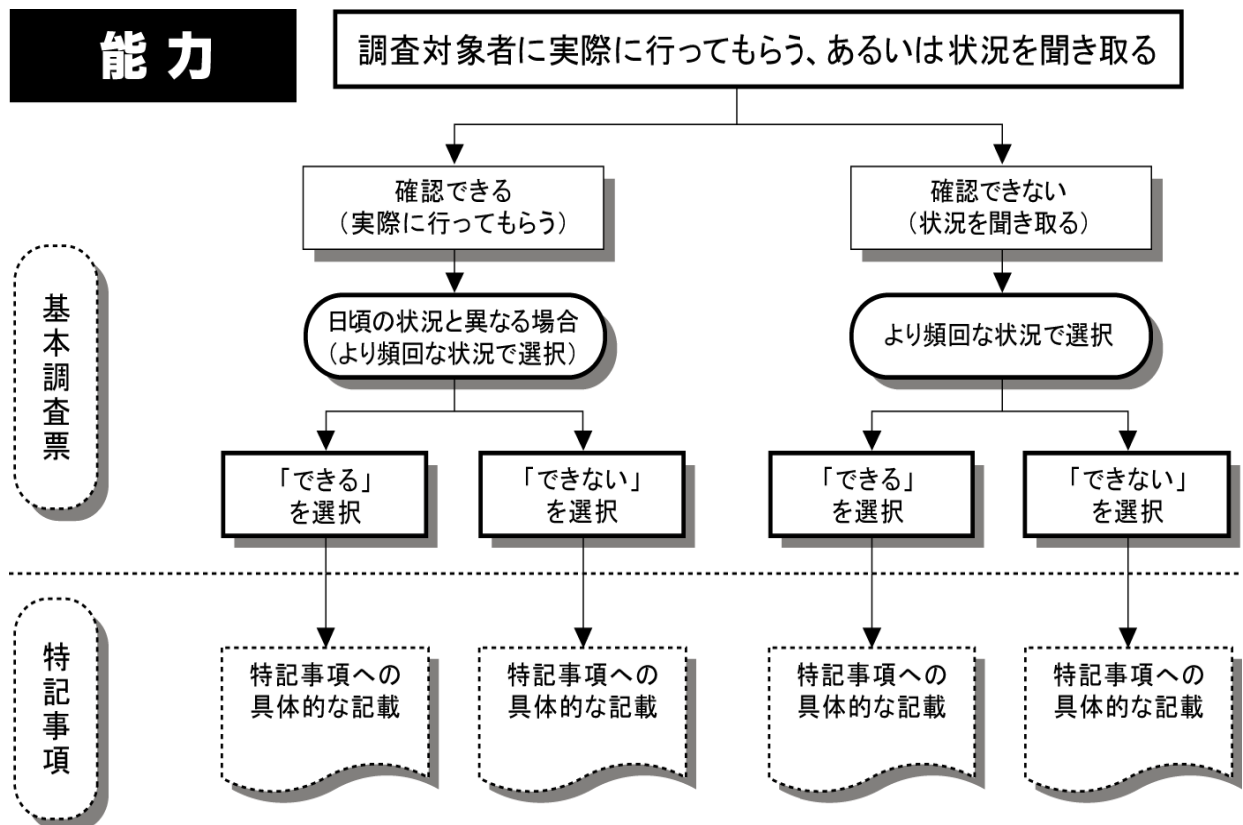 能力
調査対象者に実際に行ってもらう、あるいは状況を聞き取る
確認できる
（実際に行ってもらう）
確認できない
（状況を聞き取る）
基本調査票
日頃の状況と異なる場合
（より頻回な状況で選択）
より頻回な状況で選択
「できる」
を選択
「できない」
を選択
「できる」
を選択
「できない」
を選択
特記事項
特記事項への
具体的な記載
特記事項への
具体的な記載
特記事項への
具体的な記載
特記事項への
具体的な記載